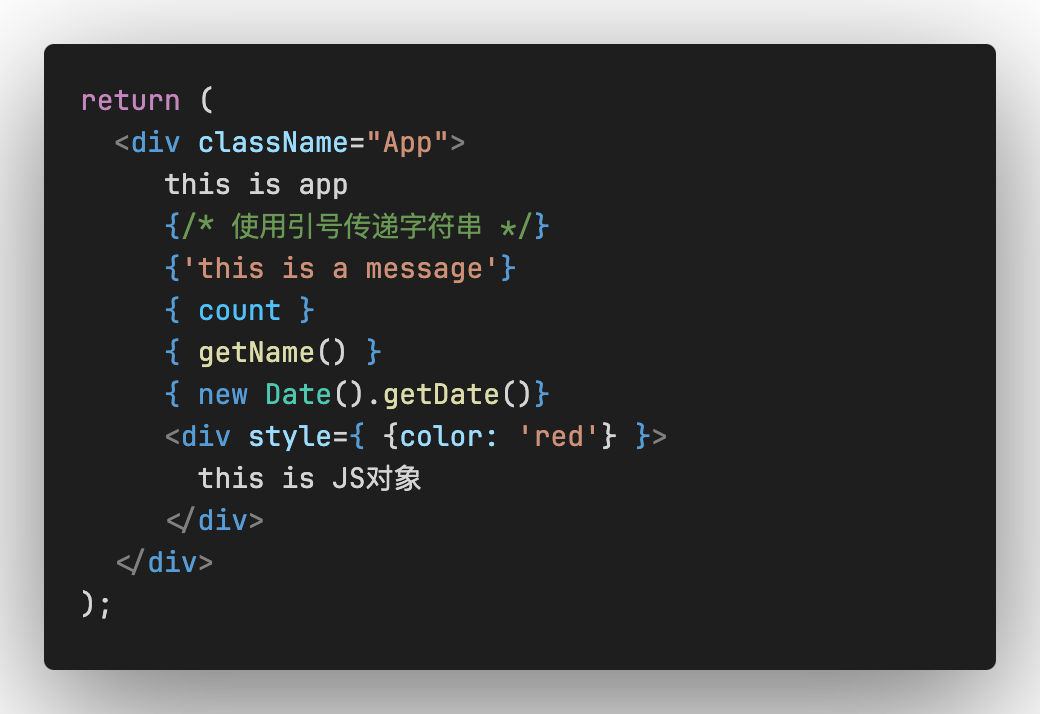 return (
  <div className="App">
     this is app
     {/* 使用引号传递字符串 */}
     {'this is a message'}
     { count }
     { getName() }
     { new Date().getDate()}
     <div style={ {color: 'red'} }>
       this is JS对象
     </div>
  </div>
);